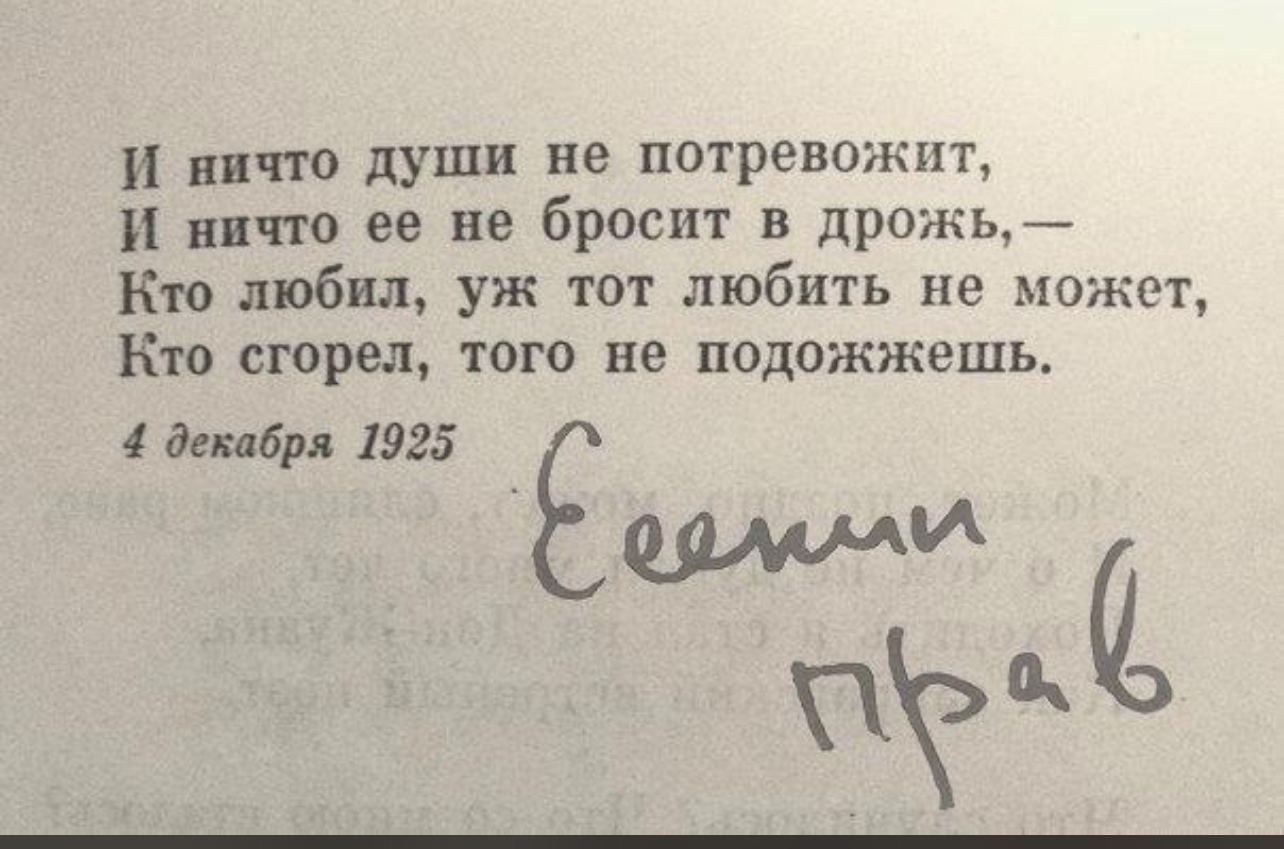 И ничто души не потревожит,
И ничто ее не бросит в дрожь,—
Кто любил, уж тот любить не может,
Кто сгорел, того не подожжешь.
4 декабря 1925
Есенин
прав